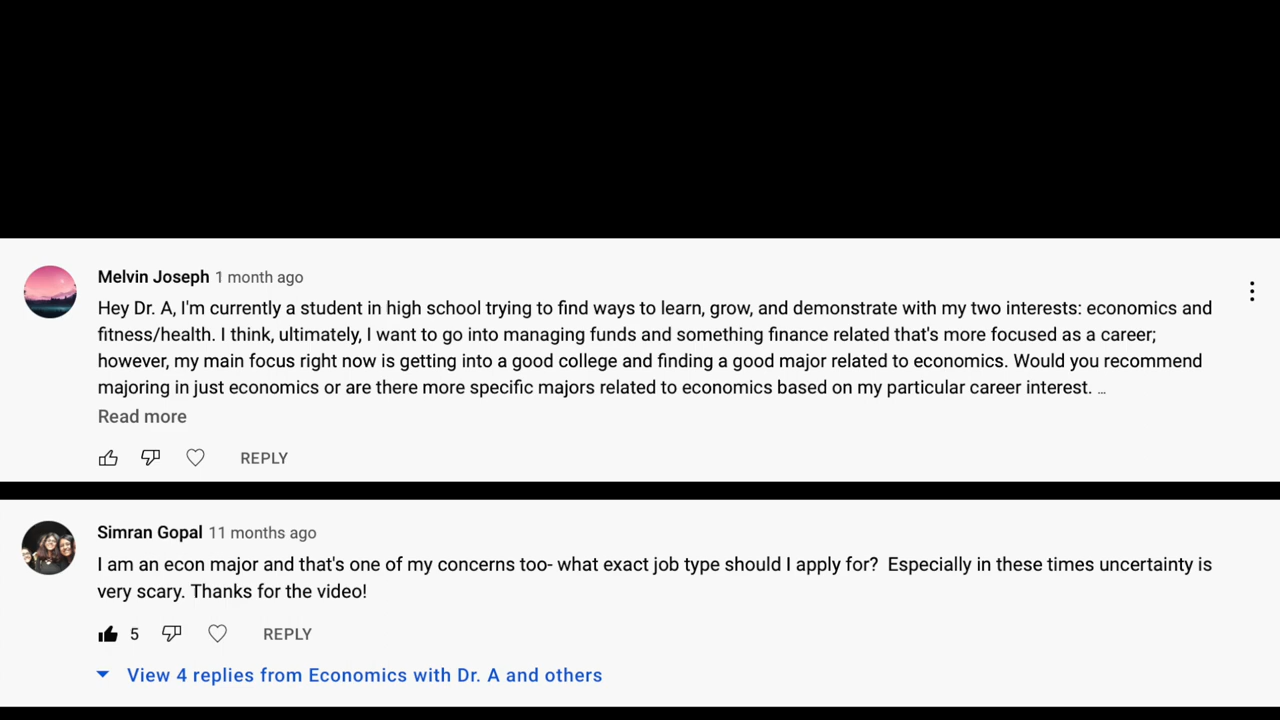 Melvin Joseph 1 month ago
Hey Dr. A, I'm currently a student in high school trying to find ways to learn, grow, and demonstrate with my two interests: economics and
fitness/health. I think, ultimately, I want to go into managing funds and something finance related that's more focused as a career;
however, my main focus right now is getting into a good college and finding a good major related to economics. Would you recommend
majoring in just economics or are there more specific majors related to economics based on my particular career interest. ...
Read more
REPLY
Simran Gopal 11 months ago
I am an econ major and that's one of my concerns too- what exact job type should I apply for?  Especially in these times uncertainty is
very scary. Thanks for the video!
5 REPLY
View 4 replies from Economics with Dr. A and others